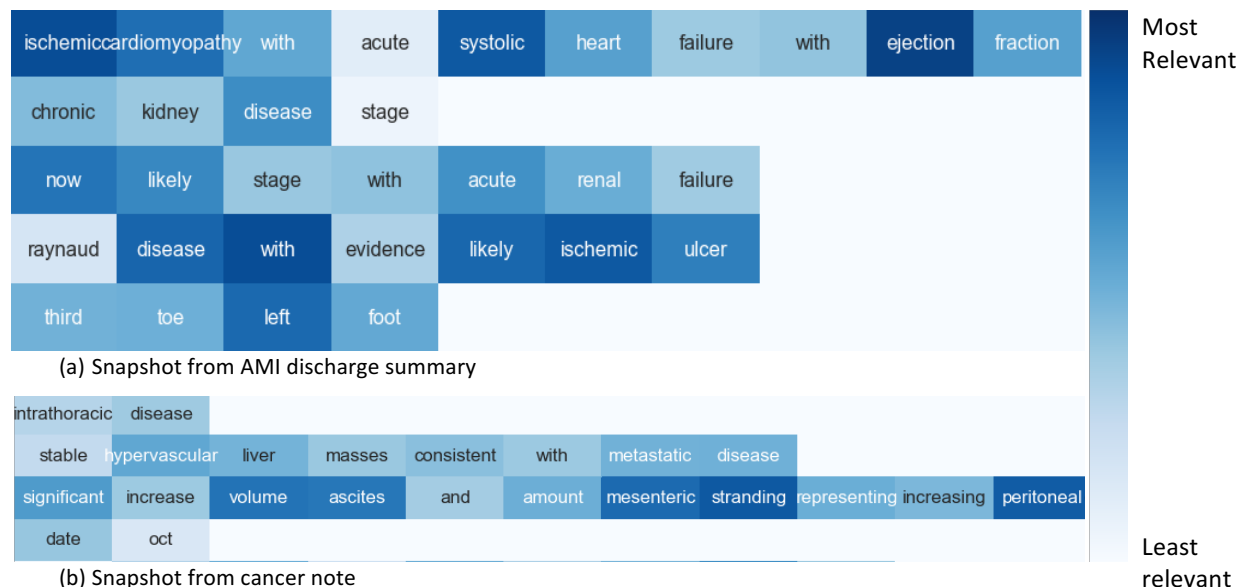 ischemic cardiomyopathy with acute systolic heart failure with ejection fraction
chronic kidney disease stage
now likely stage with acute renal failure
raynaud disease with evidence likely ischemic ulcer
third toe left foot
(a) Snapshot from AMI discharge summary
intrathoracic disease
stable hypervascular liver masses consistent with metastatic disease
significant increase volume ascites and amount mesenteric stranding representing increasing peritoneal
date oct
(b) Snapshot from cancer note
Most
Relevant
Least
relevant